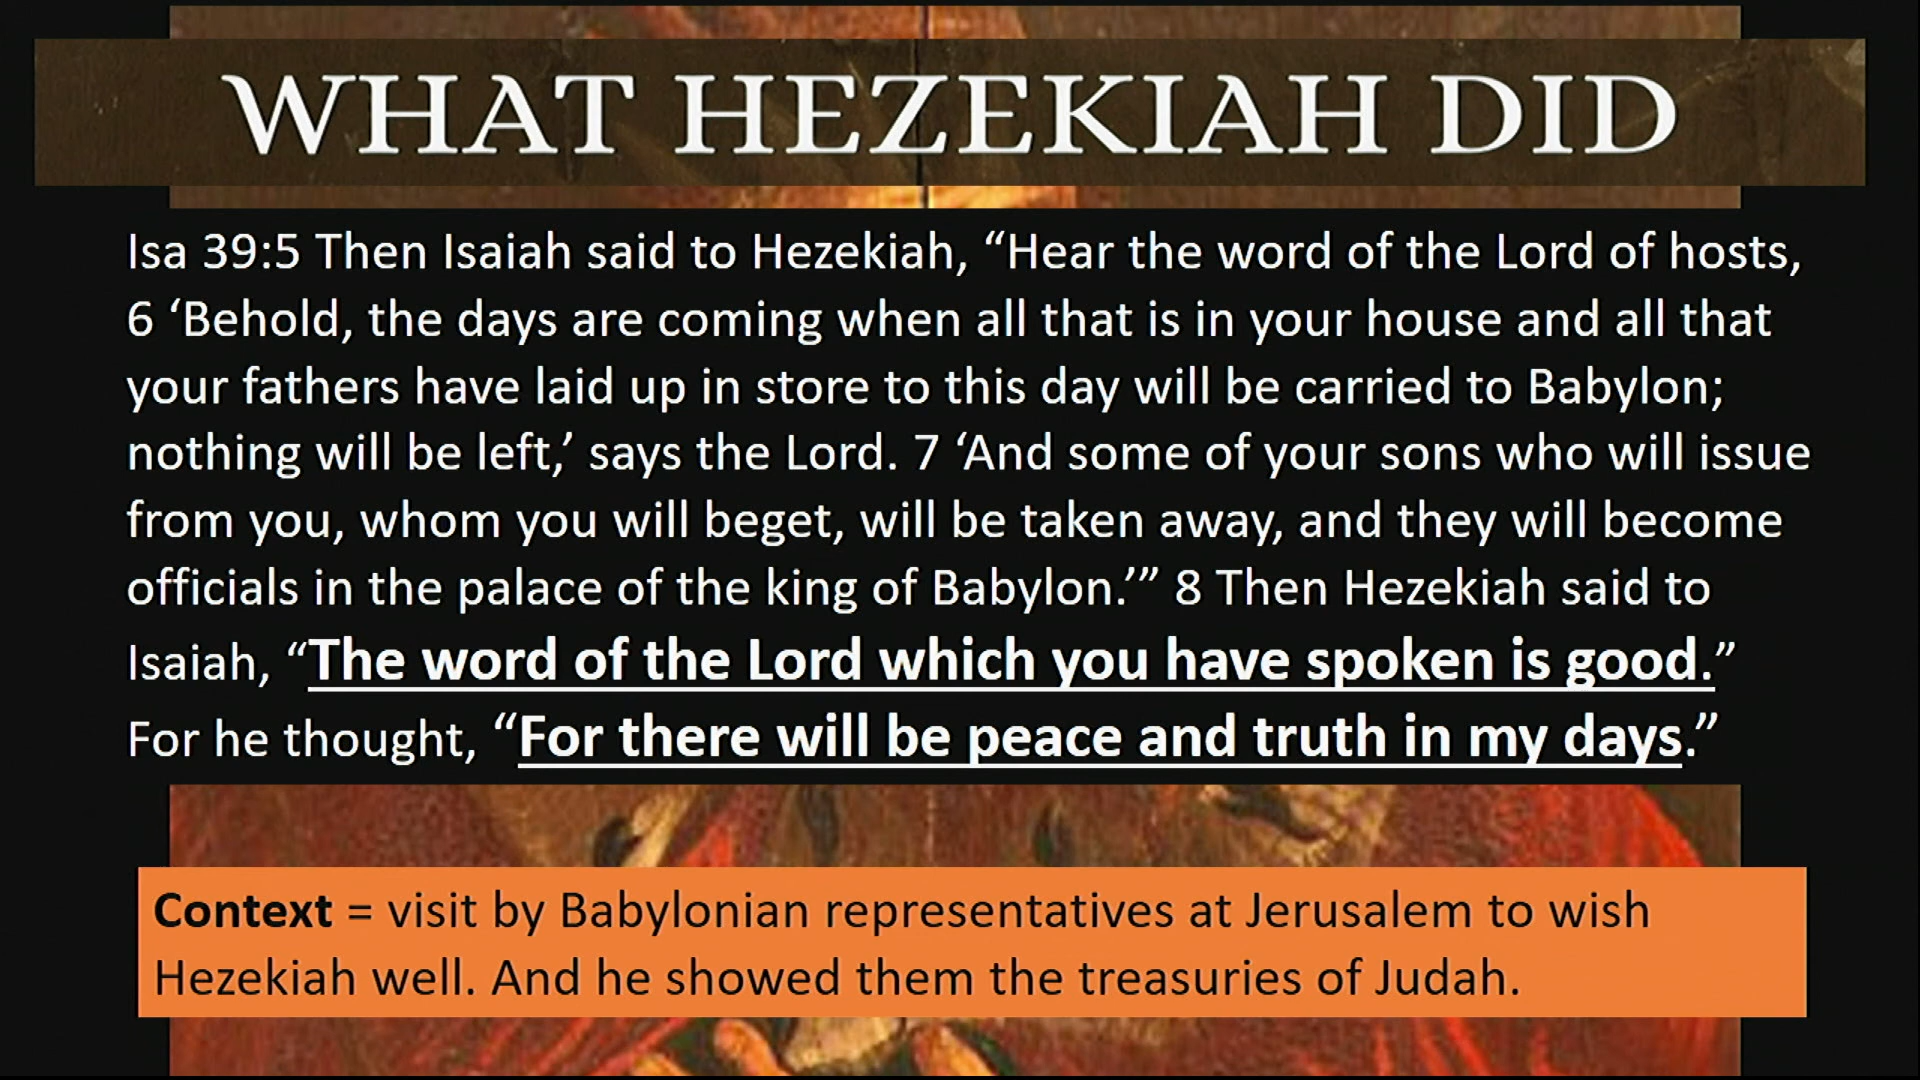 WHAT HEZEKIAH DID
Isa 39:5 Then Isaiah said to Hezekiah, “Hear the word of the Lord of hosts,
6 ‘Behold, the days are coming when all that is in your house and all that
your fathers have laid up in store to this day will be carried to Babylon;
nothing will be left,’ says the Lord. 7 ‘And some of your sons who will issue
from you, whom you will beget, will be taken away, and they will become
officials in the palace of the king of Babylon.’” 8 Then Hezekiah said to
Isaiah, “The word of the Lord which you have spoken is good.”
For he thought, “For there will be peace and truth in my days.”
Context = visit by Babylonian representatives at Jerusalem to wish
Hezekiah well. And he showed them the treasuries of Judah.